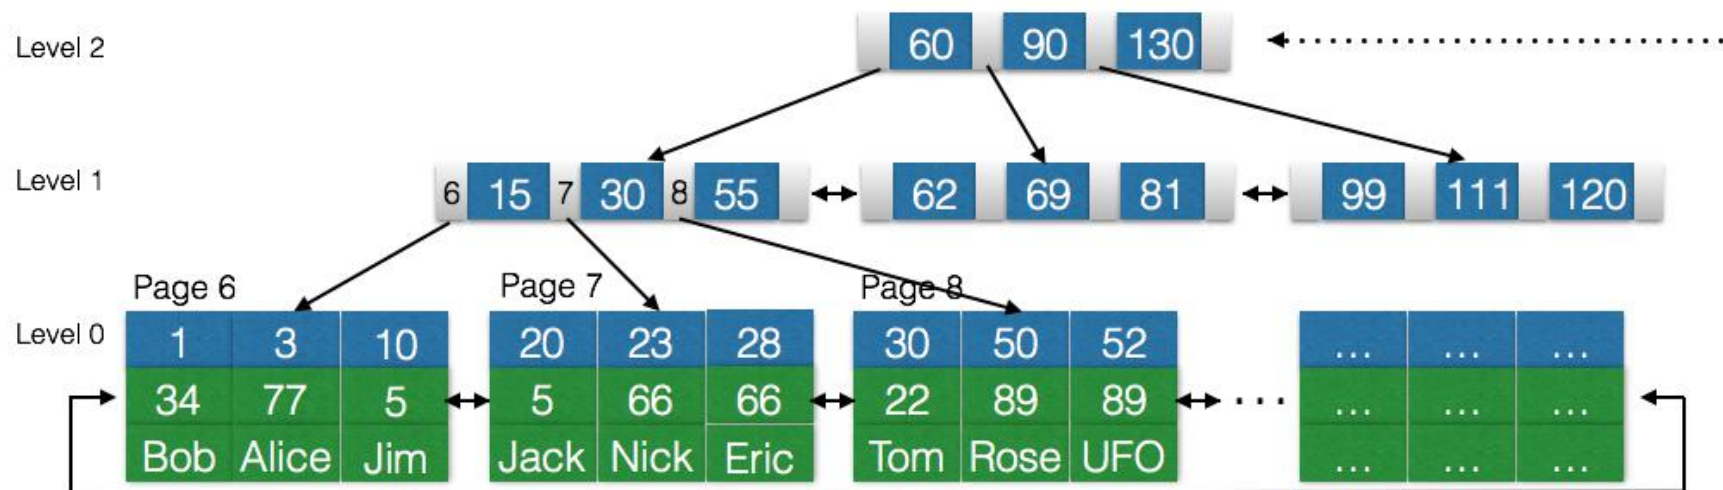 Level 2 60 90 130
Level 1 6 15 7 30 8 55 62 69 81 99 111 120
Page 6 Page 7 Page 8
Level 0 1 3 10 20 23 28 30 50 52 ... ... ...
34 77 5 5 66 66 22 89 89 ... ... ... ...
Bob Alice Jim Jack Nick Eric Tom Rose UFO ... ... ...